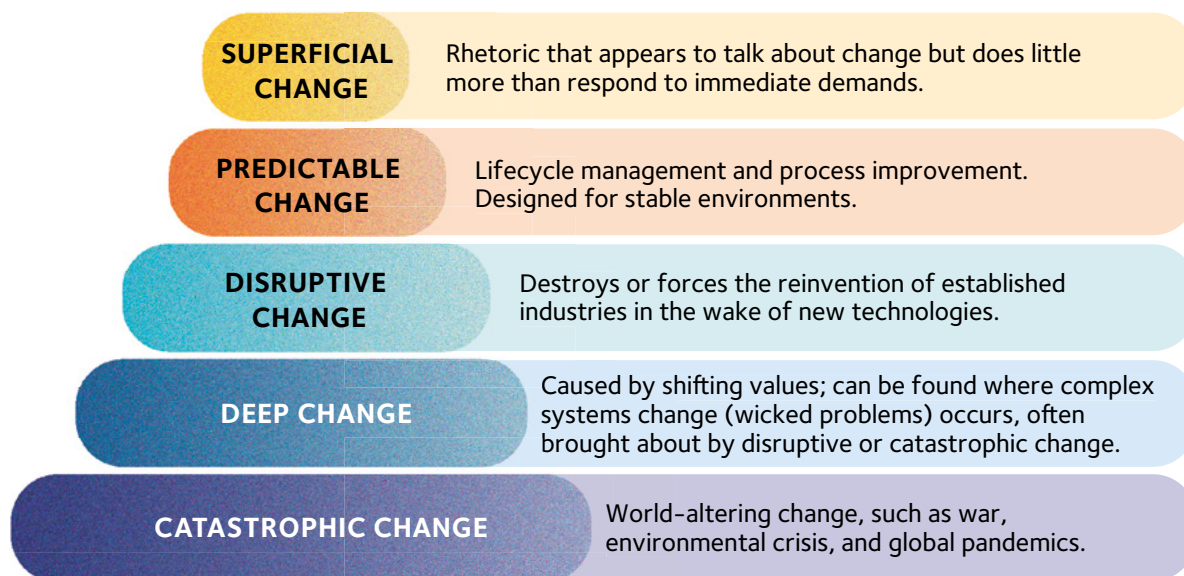 SUPERFICIAL
CHANGE
Rhetoric that appears to talk about change but does little
more than respond to immediate demands.
PREDICTABLE
CHANGE
Lifecycle management and process improvement.
Designed for stable environments.
DISRUPTIVE
CHANGE
Destroys or forces the reinvention of established
industries in the wake of new technologies.
DEEP CHANGE
Caused by shifting values; can be found where complex
systems change (wicked problems) occurs, often
brought about by disruptive or catastrophic change.
CATASTROPHIC CHANGE
World-altering change, such as war,
environmental crisis, and global pandemics.